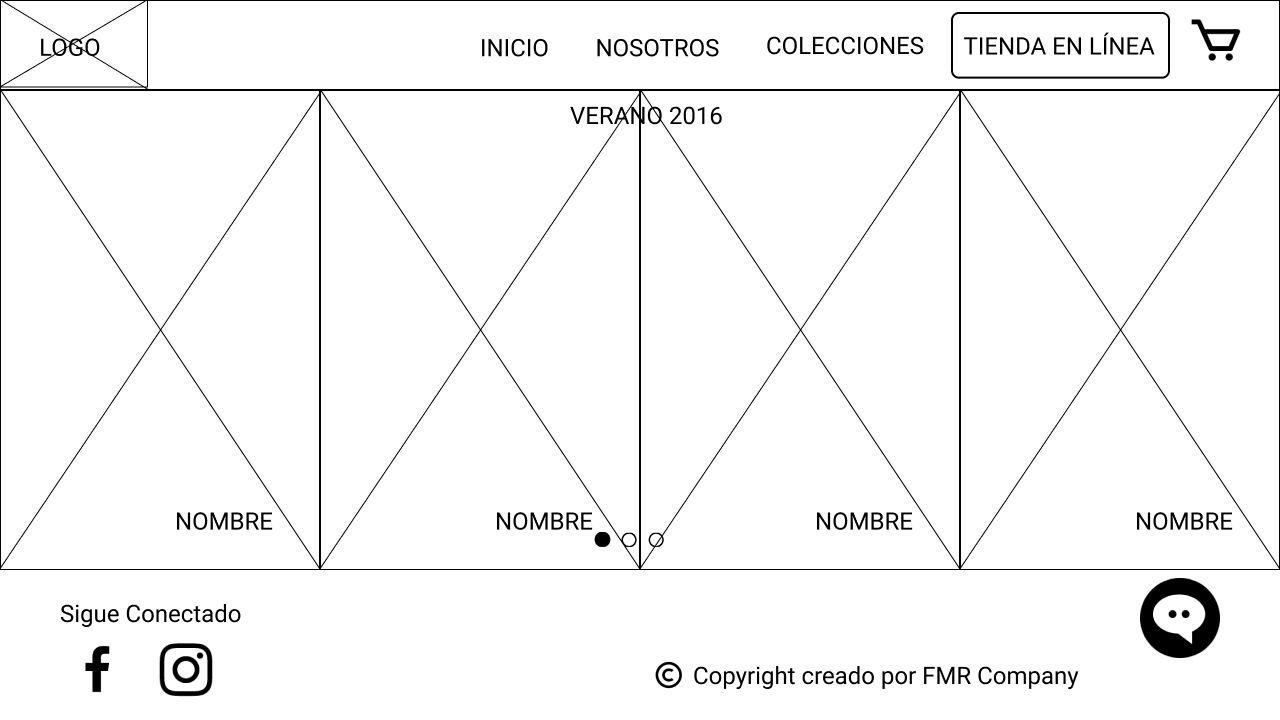 LOGO
INICIO
NOSOTROS
COLECCIONES
TIENDA EN LÍNEA
VERANO 2016
NOMBRE
NOMBRE
NOMBRE
NOMBRE
Sigue Conectado
© Copyright creado por FMR Company